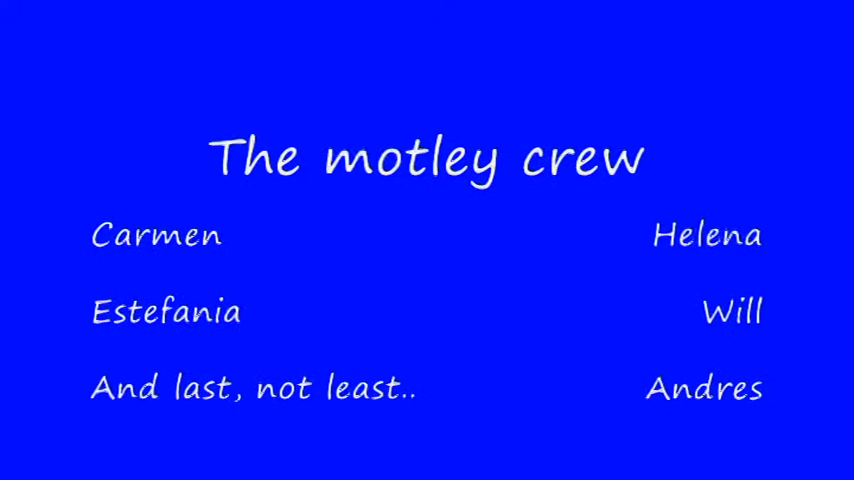 The motley crew
Carmen Helena
Estefania Will
And last, not least.. Andres